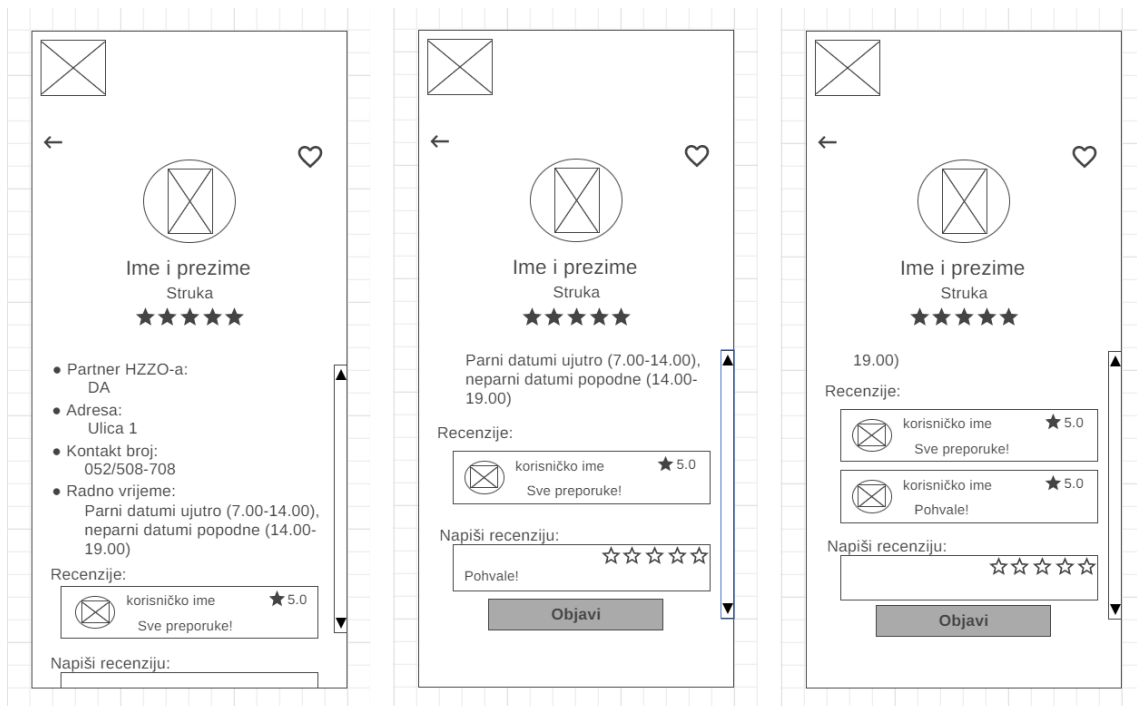 Ime i prezime
Struka
● Partner HZZO-a:
DA
● Adresa:
Ulica 1
● Kontakt broj:
052/508-708
● Radno vrijeme:
Parni datumi ujutro (7.00-14.00),
neparni datumi popodne (14.00-
19.00)
Recenzije:
korisničko ime
5.0
Sve preporuke!
Napiši recenziju:
Ime i prezime
Struka
Parni datumi ujutro (7.00-14.00),
neparni datumi popodne (14.00-
19.00)
Recenzije:
korisničko ime
5.0
Sve preporuke!
Napiši recenziju:
Pohvale!
Objavi
Ime i prezime
Struka
19.00)
Recenzije:
korisničko ime
5.0
Sve preporuke!
korisničko ime
5.0
Pohvale!
Napiši recenziju:
Objavi